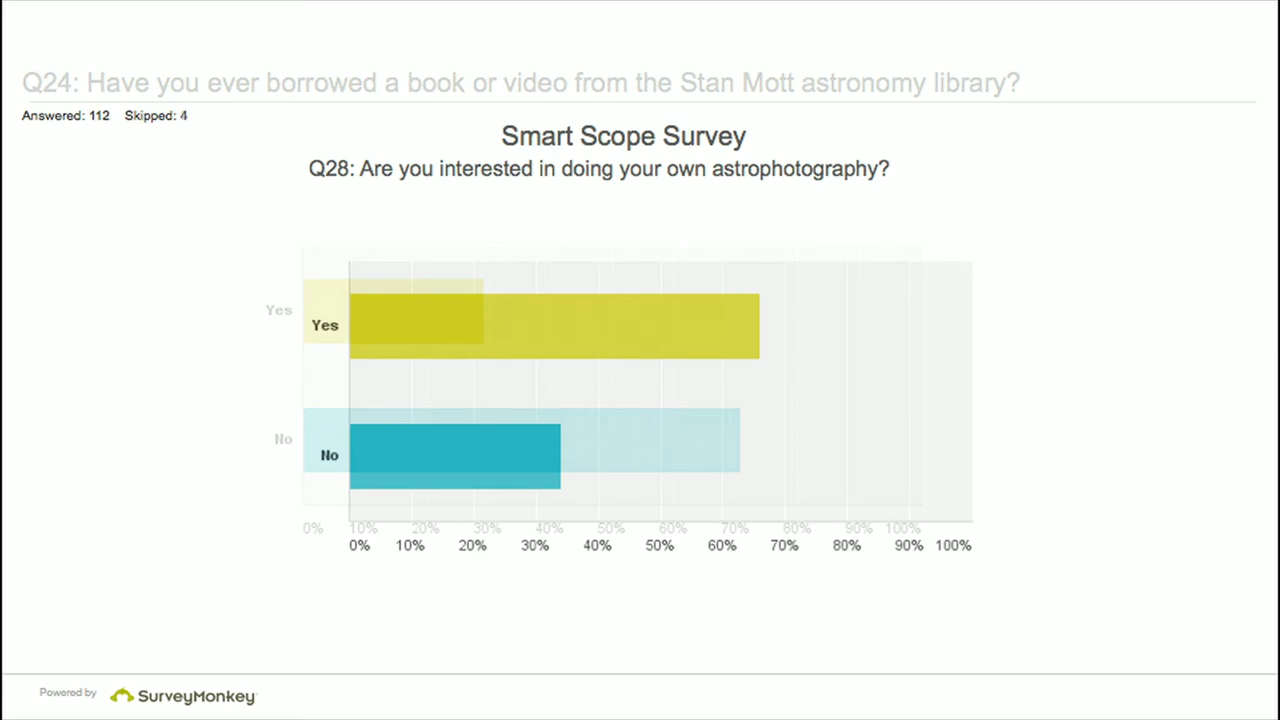 Q24: Have you ever borrowed a book or video from the Stan Mott astronomy library?
Answered: 112 Skipped: 4
Smart Scope Survey
Q28: Are you interested in doing your own astrophotography?
Yes
Yes
No
No
0% 10% 20% 30% 40% 50% 60% 70% 80% 90% 100%
0% 10% 20% 30% 40% 50% 60% 70% 80% 90% 100%
Powered by SurveyMonkey